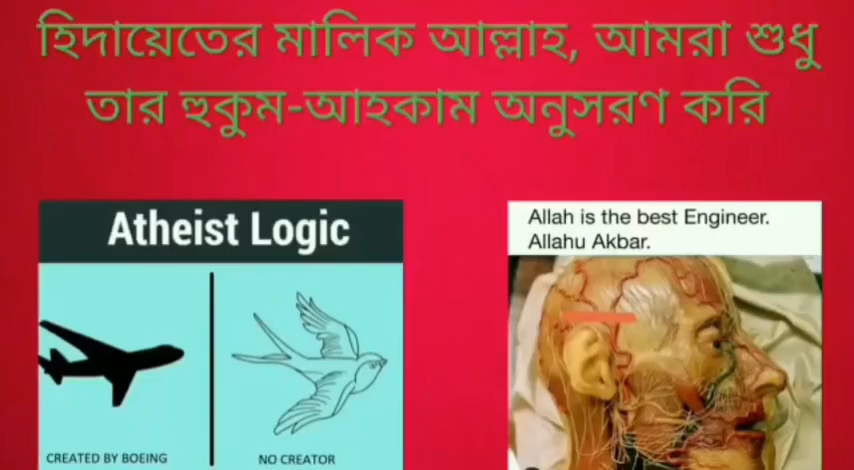 হিদায়েতের মালিক আল্লাহ, আমরা শুধু
তার হুকুম-আহকাম অনুসরণ করি
Atheist Logic
CREATED BY BOEING
NO CREATOR
Allah is the best Engineer.
Allahu Akbar.